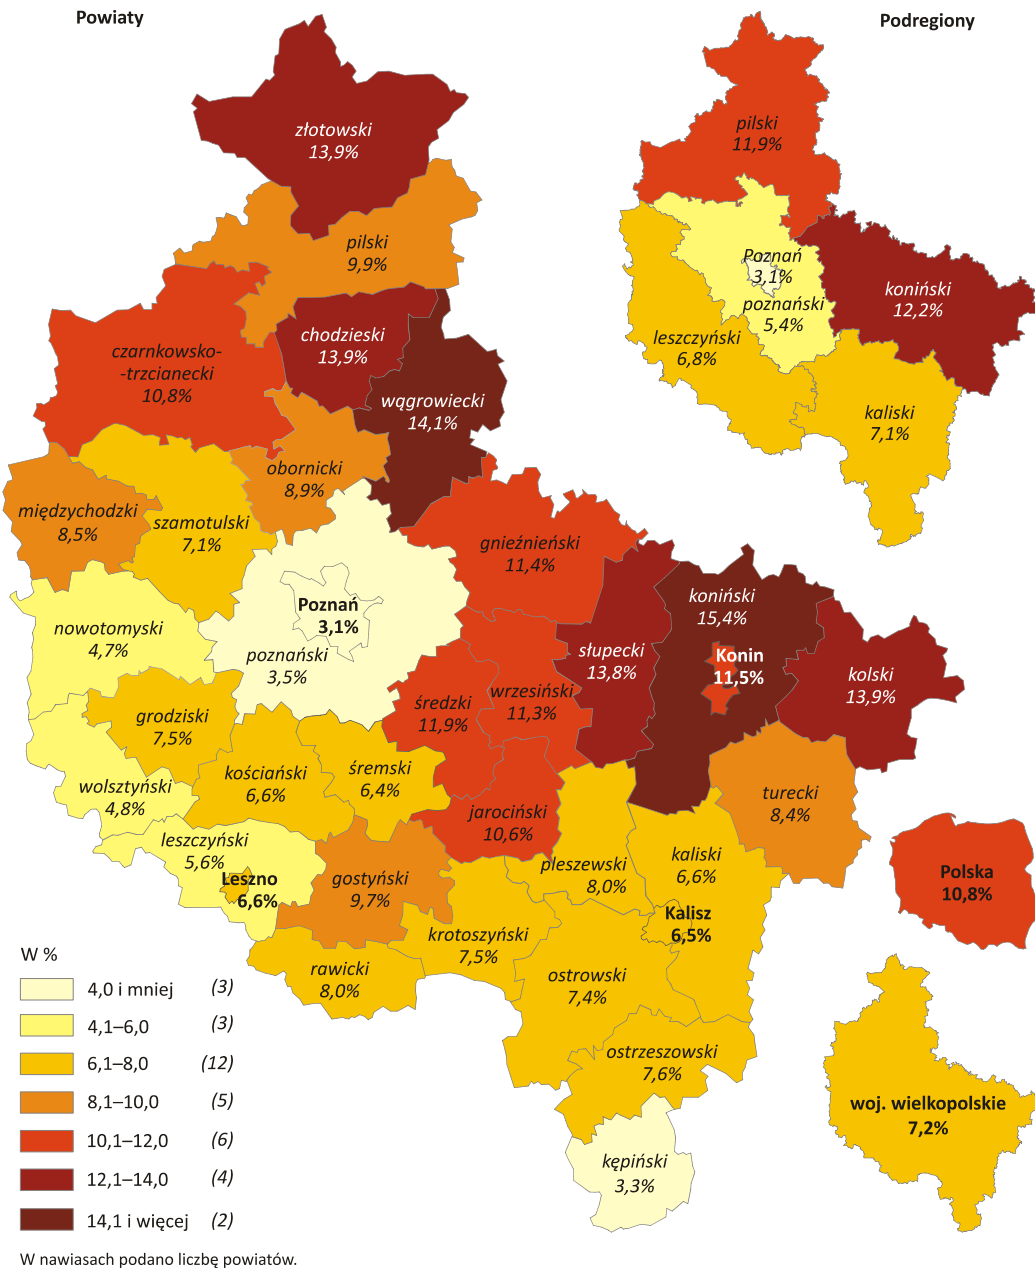 Powiaty
Podregiony
złotowski
13,9%
pilski
9,9%
chodzieski
13,9%
czarnkowsko-
-trzcianecki
10,8%
wągrowiecki
14,1%
obornicki
8,9%
międzychodzki
8,5%
szamotulski
7,1%
gnieźnieński
11,4%
Poznań
3,1%
poznański
3,5%
nowotomyski
4,7%
koniński
15,4%
Konin
11,5%
słupecki
13,8%
kolski
13,9%
wrzesiński
11,3%
średzki
11,9%
grodziski
7,5%
kościański
6,6%
śremski
6,4%
wolsztyński
4,8%
jarociński
10,6%
turecki
8,4%
leszczyński
5,6%
Leszno
6,6%
gostyński
9,7%
pleszewski
8,0%
kaliski
6,6%
Kalisz
6,5%
krotoszyński
7,5%
rawicki
8,0%
ostrowski
7,4%
ostrzeszowski
7,6%
kępiński
3,3%
pilski
11,9%
Poznań
3,1%
poznański
5,4%
koniński
12,2%
leszczyński
6,8%
kaliski
7,1%
Polska
10,8%
woj. wielkopolskie
7,2%
W %
4,0 i mniej (3)
4,1–6,0 (3)
6,1–8,0 (12)
8,1–10,0 (5)
10,1–12,0 (6)
12,1–14,0 (4)
14,1 i więcej (2)
W nawiasach podano liczbę powiatów.